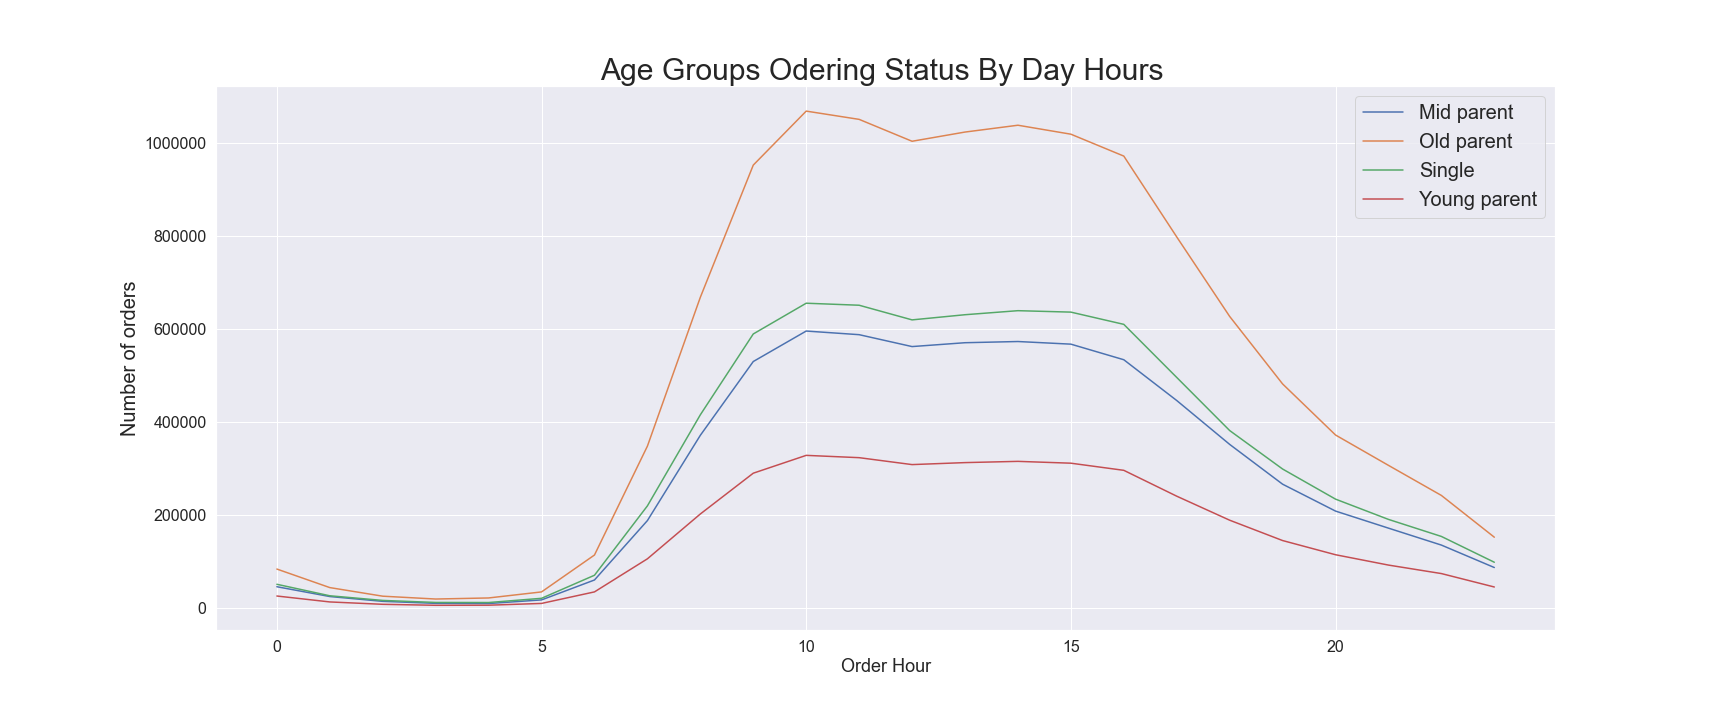 Age Groups Odering Status By Day Hours
Mid parent
Old parent
Single
Young parent
1000000
800000
600000
400000
200000
0
Number of orders
0 5 10 15 20
Order Hour